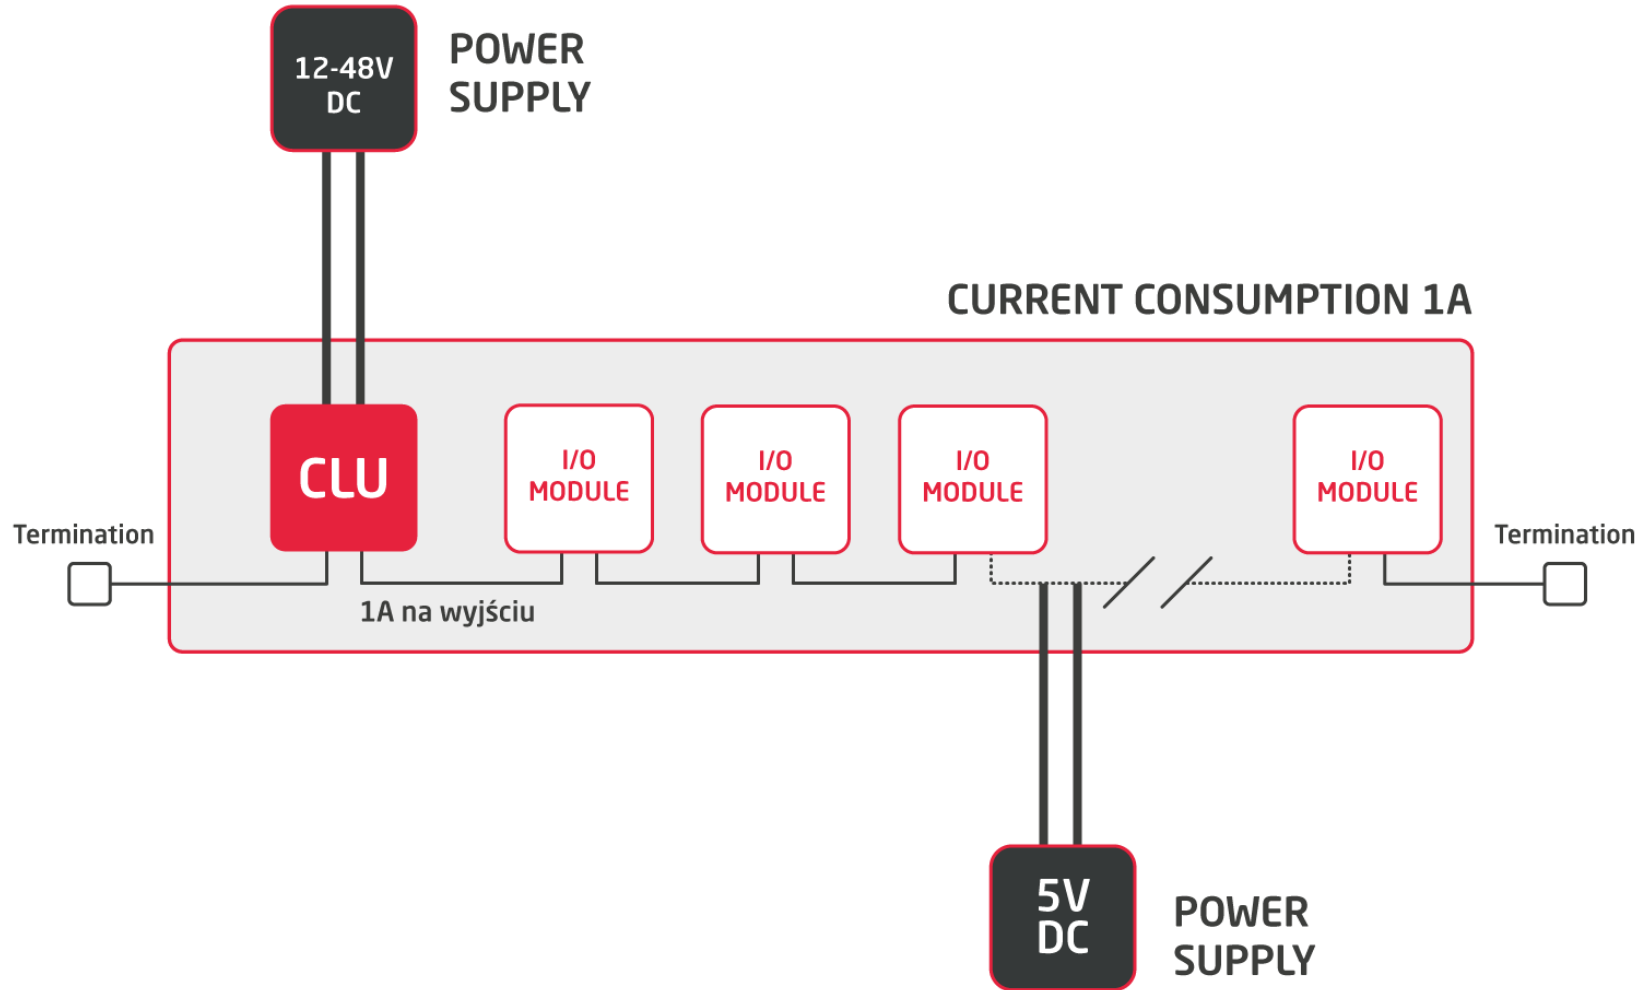 12-48V
DC
POWER
SUPPLY
CURRENT CONSUMPTION 1A
CLU
I/O
MODULE
I/O
MODULE
I/O
MODULE
I/O
MODULE
Termination
Termination
1A na wyjściu
5V
DC
POWER
SUPPLY